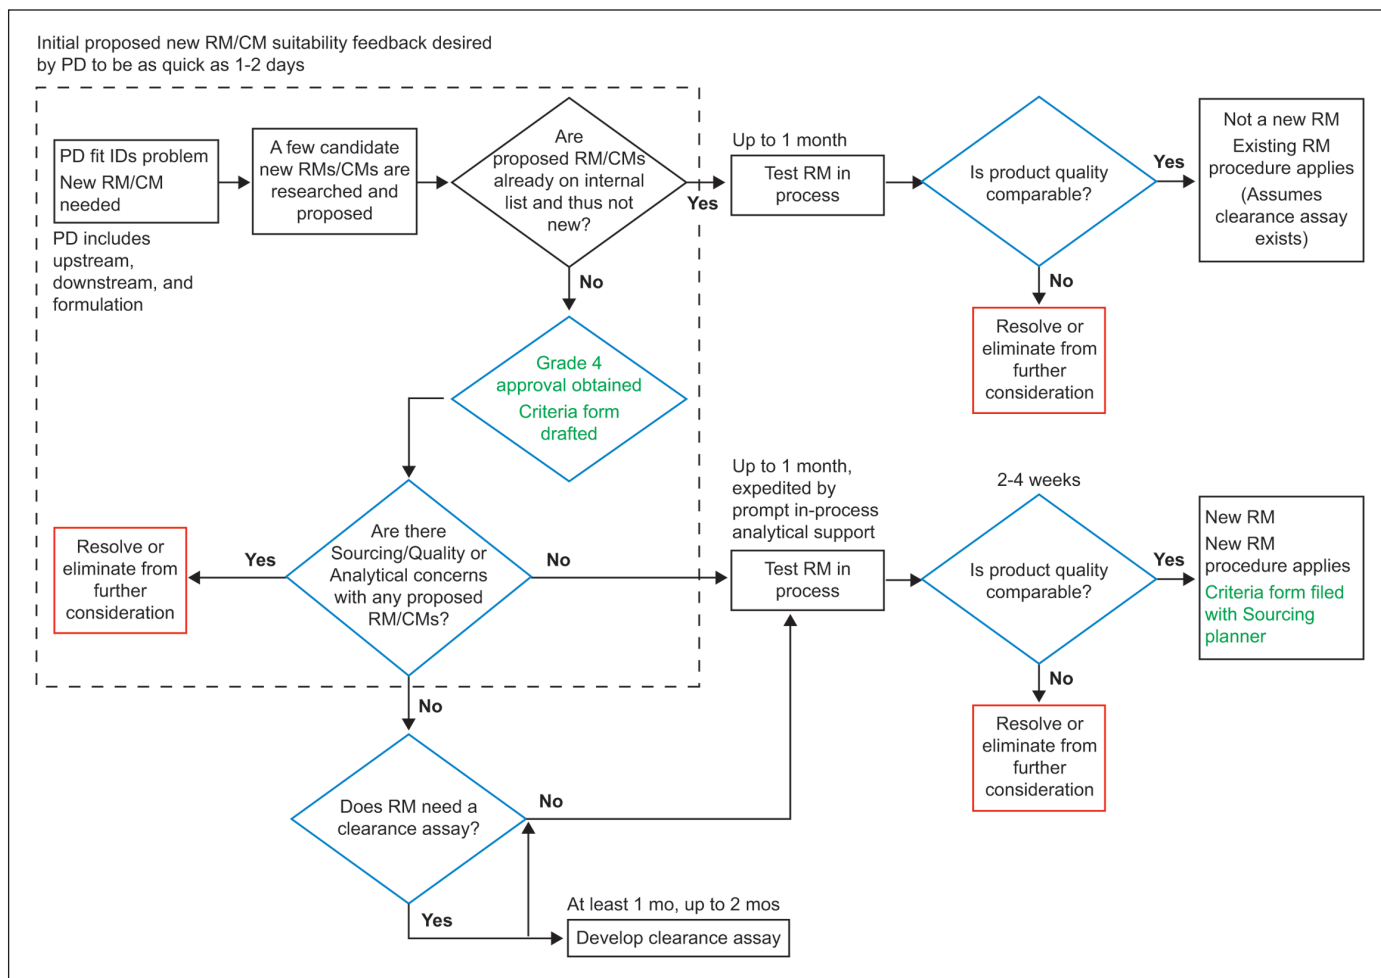 Initial proposed new RM/CM suitability feedback desired
by PD to be as quick as 1-2 days
PD fit IDs problem
New RM/CM
needed
PD includes
upstream,
downstream, and
formulation
A few candidate
new RMs/CMs are
researched and
proposed
Are
proposed RM/CMs
already on internal
list and thus not
new?
Yes
No
Up to 1 month
Test RM in
process
Is product quality
comparable?
Yes
No
Not a new RM
Existing RM
procedure applies
(Assumes
clearance assay
exists)
Resolve or
eliminate from
further
consideration
Grade 4
approval obtained
Criteria form
drafted
Are there
Sourcing/Quality or
Analytical concerns
with any proposed
RM/CMs?
Yes
No
No
Resolve or
eliminate from
further
consideration
Up to 1 month,
expedited by
prompt in-process
analytical support
Test RM in
process
2-4 weeks
Is product quality
comparable?
Yes
No
New RM
New RM
procedure applies
Criteria form filed
with Sourcing
planner
Resolve or
eliminate from
further
consideration
Does RM need a
clearance assay?
No
Yes
At least 1 mo, up to 2 mos
Develop clearance assay